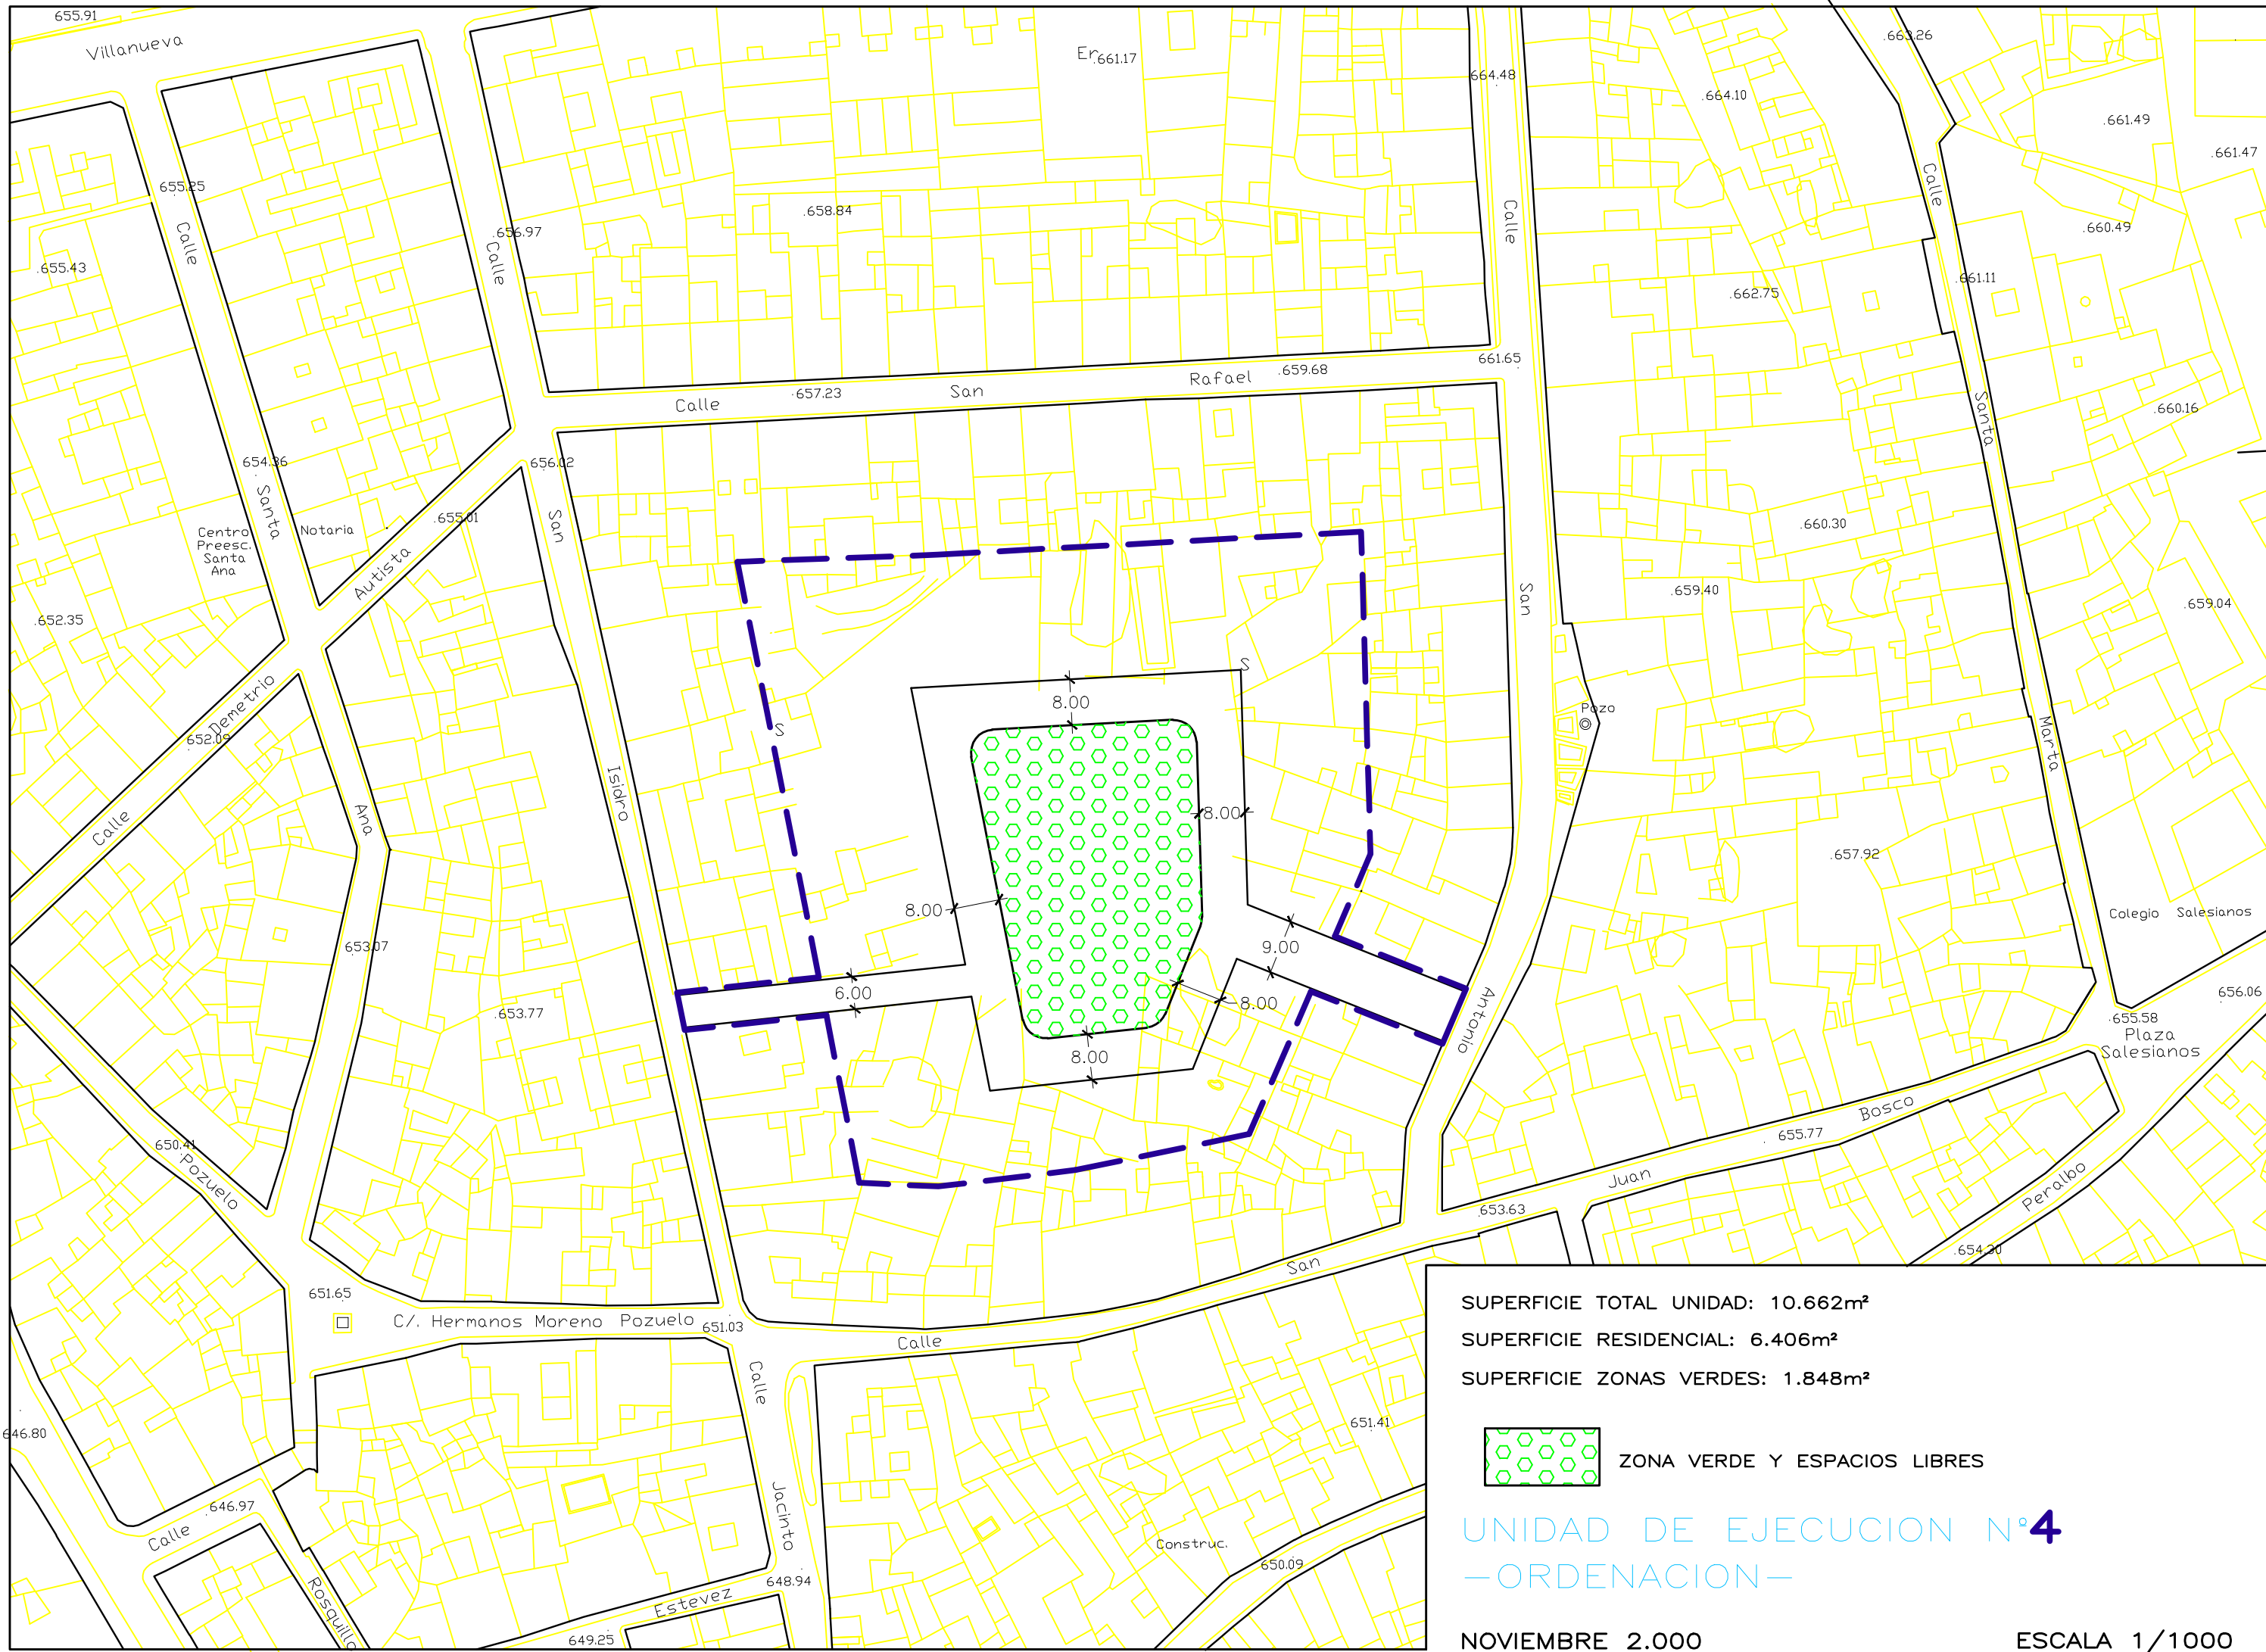 655.91
Villanueva
Er.
661.17
664.48
.663.26
.664.10
.661.49
.661.47
655.25
Calle
.658.84
.656.97
Calle
Calle
Calle
.660.49
.655.43
.661.11
.662.75
661.65
.659.68
Calle San Rafael
.657.23
Santa
.660.16
654.36
656.02
Santa
San
Centro
Preesc.
Santa
Ana
Notaria
.655.01
Autista
.660.30
San
.659.40
.659.04
.652.35
Demetrio
652.09
S
S
8.00
Pozo
Marta
Isidro
Calle
Ana
8.00
.657.92
8.00
Colegio Salesianos
9.00
653.07
6.00
8.00
8.00
.653.77
Antonio
656.06
.655.58
Plaza
Salesianos
Bosco
. 655.77
650.41
Pozuelo
Juan
Peralbo
.653.63
.654.30
San
651.65
C/. Hermanos Moreno Pozuelo
651.03
Calle
Calle
646.80
651.41
.646.97
Calle
Jacinto
Construc.
650.09
Rosquilla
Estevez
648.94
649.25
SUPERFICIE TOTAL UNIDAD: 10.662m²
SUPERFICIE RESIDENCIAL: 6.406m²
SUPERFICIE ZONAS VERDES: 1.848m²
ZONA VERDE Y ESPACIOS LIBRES
UNIDAD DE EJECUCION Nº4
-ORDENACION-
NOVIEMBRE 2.000
ESCALA 1/1000